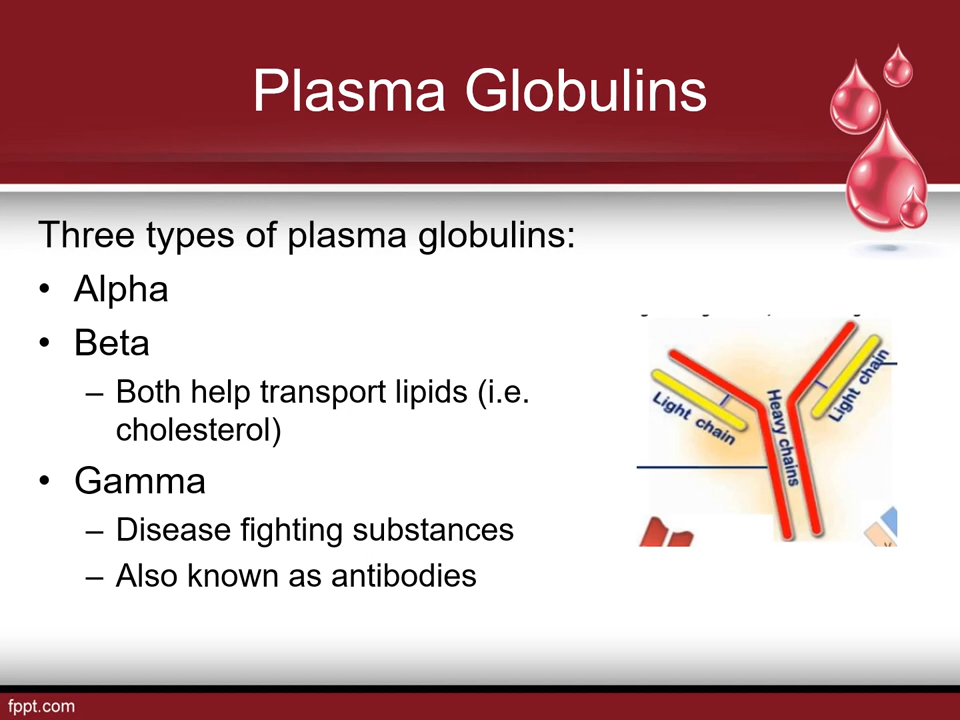 Plasma Globulins
Three types of plasma globulins:
• Alpha
• Beta
– Both help transport lipids (i.e.
cholesterol)
• Gamma
– Disease fighting substances
– Also known as antibodies
Light chain
Heavy chains
Light chain
fppt.com